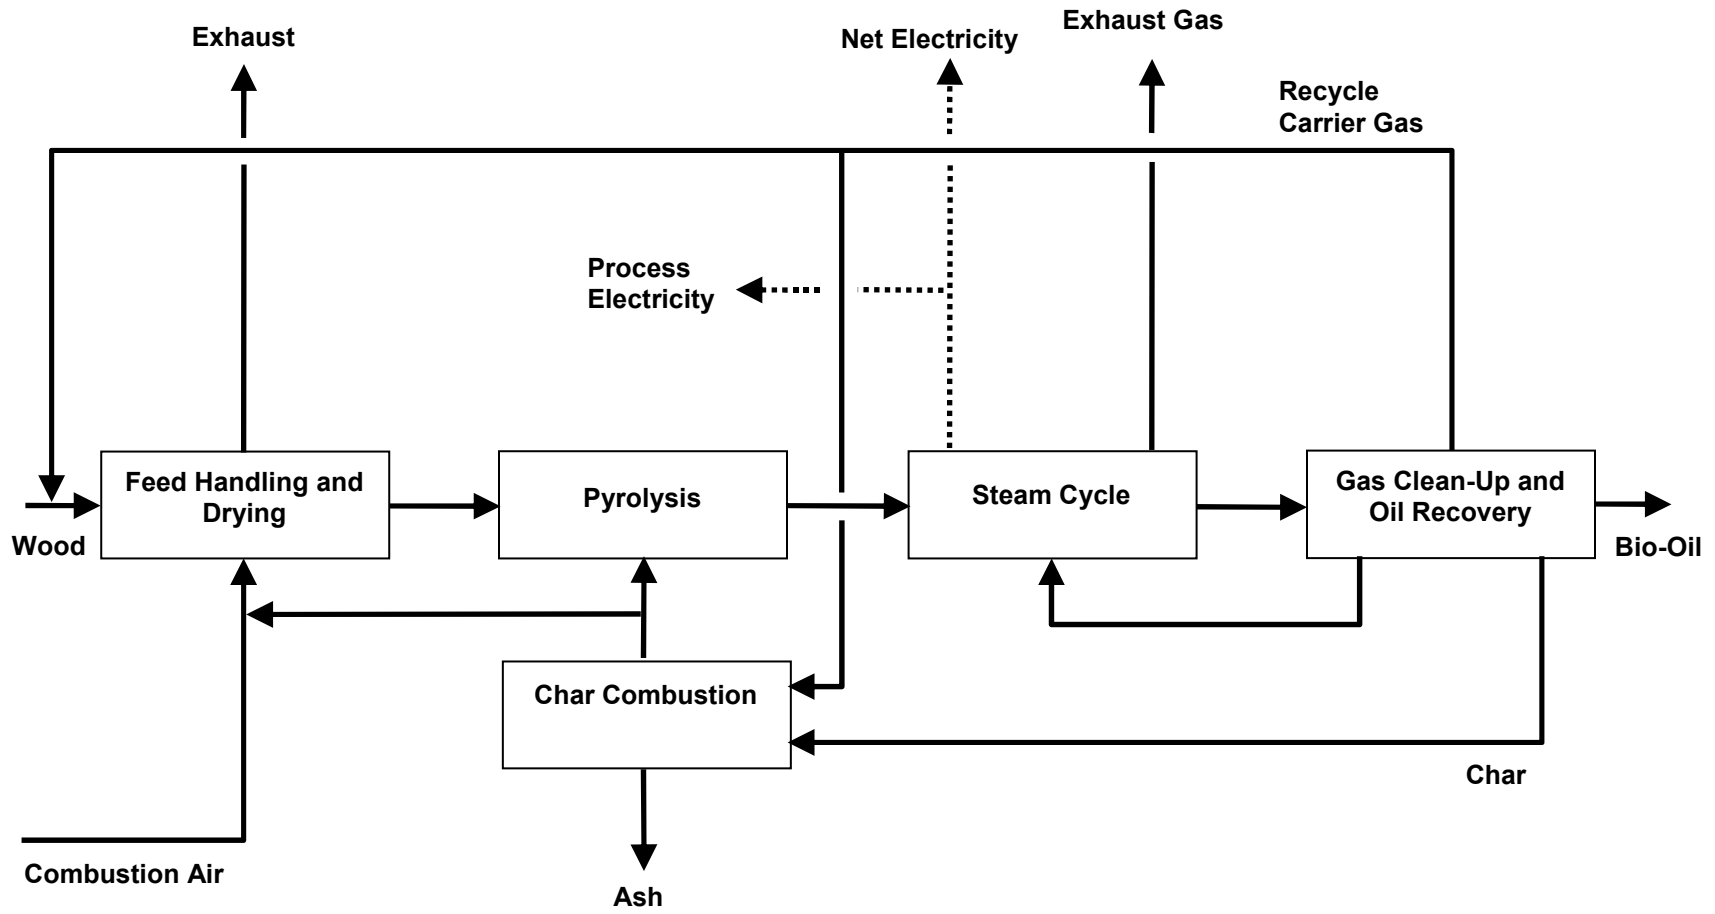 Exhaust
Net Electricity
Exhaust Gas
Recycle
Carrier Gas
Process
Electricity
Feed Handling and
Drying
Pyrolysis
Steam Cycle
Gas Clean-Up and
Oil Recovery
Wood
Bio-Oil
Char Combustion
Char
Combustion Air
Ash